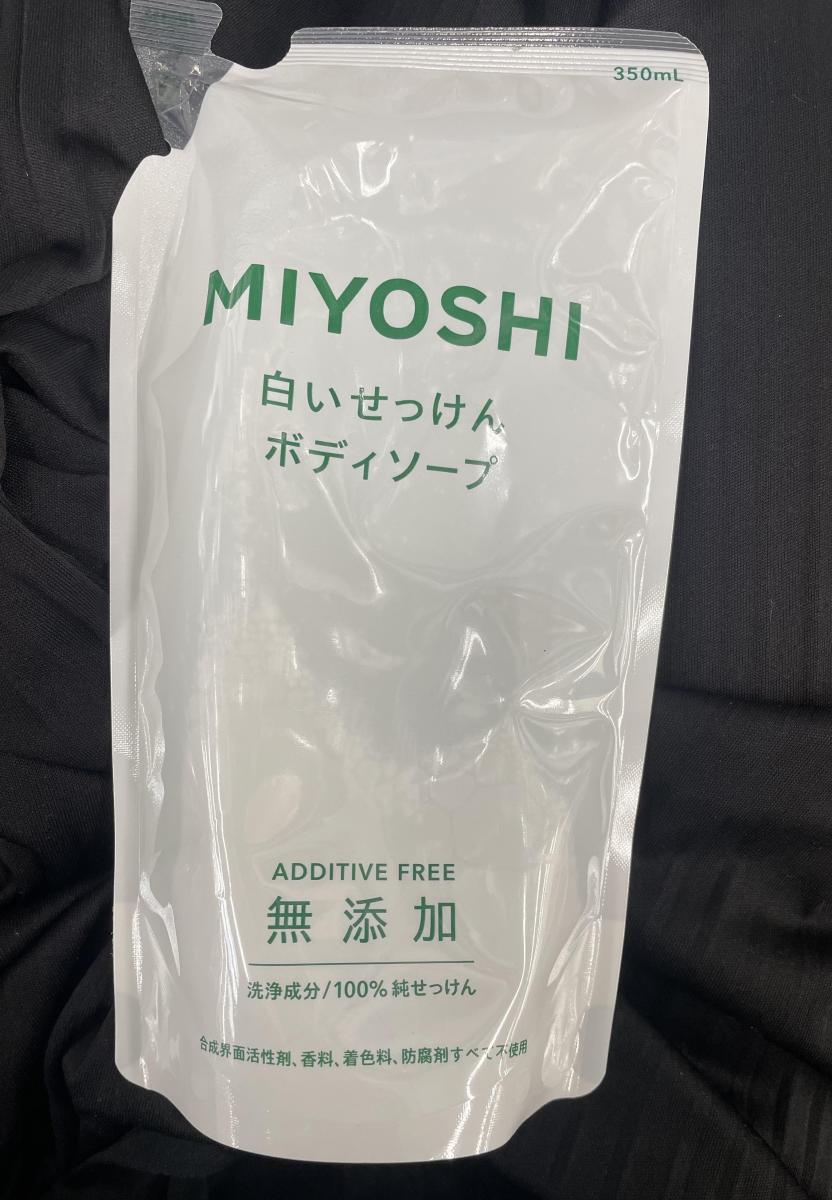 350mL
MIYOSHI
白いせっけん
ボディソープ
ADDITIVE FREE
無添加
洗浄成分/100%純せっけん
合成界面活性剤、香料、着色料、防腐剤すべて不使用